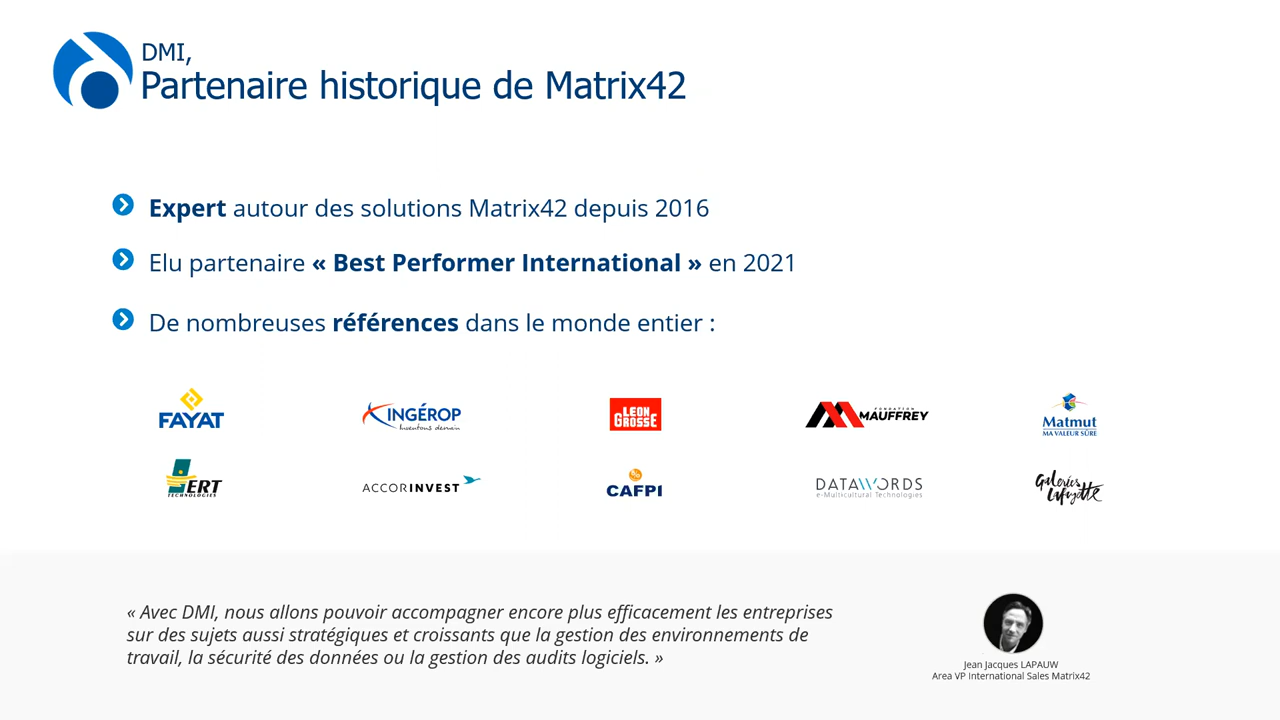 DMI,
Partenaire historique de Matrix42
Expert autour des solutions Matrix42 depuis 2016
Elu partenaire « Best Performer International » en 2021
De nombreuses références dans le monde entier :
FAYAT
INGÉROP
Inventons demain
LEON
GROSSE
FONDATION
MAUFFREY
Matmut
MA VALEUR SÛRE
ERT
TECHNOLOGIES
ACCORINVEST
CAFPI
DATAWORDS
e-Multicultural Technologies
Galeries
Lafayette
« Avec DMI, nous allons pouvoir accompagner encore plus efficacement les entreprises
sur des sujets aussi stratégiques et croissants que la gestion des environnements de
travail, la sécurité des données ou la gestion des audits logiciels. »
Jean Jacques LAPAUW
Area VP International Sales Matrix42